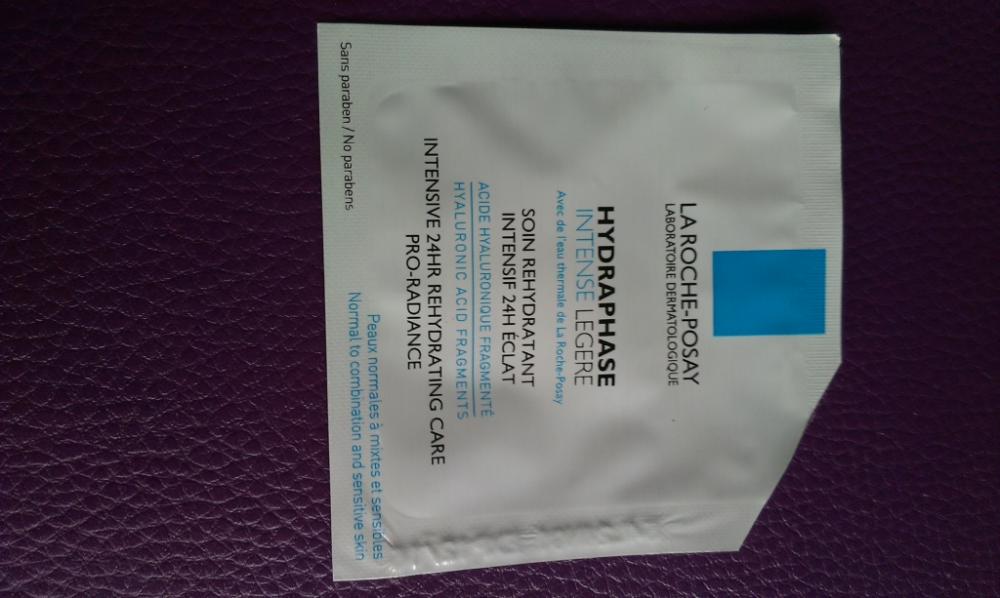 LA ROCHE-POSAY
LABORATOIRE DERMATOLOGIQUE
HYDRAPHASE
INTENSE LEGERE
Avec de l'eau thermale de La Roche-Posay
SOIN REHYDRATANT
INTENSIF 24H ÉCLAT
ACIDE HYALURONIQUE FRAGMENTÉ
HYALURONIC ACID FRAGMENTS
INTENSIVE 24HR REHYDRATING CARE
PRO-RADIANCE
Peaux normales à mixtes et sensibles
Normal to combination and sensitive skin
Sans paraben / No parabens